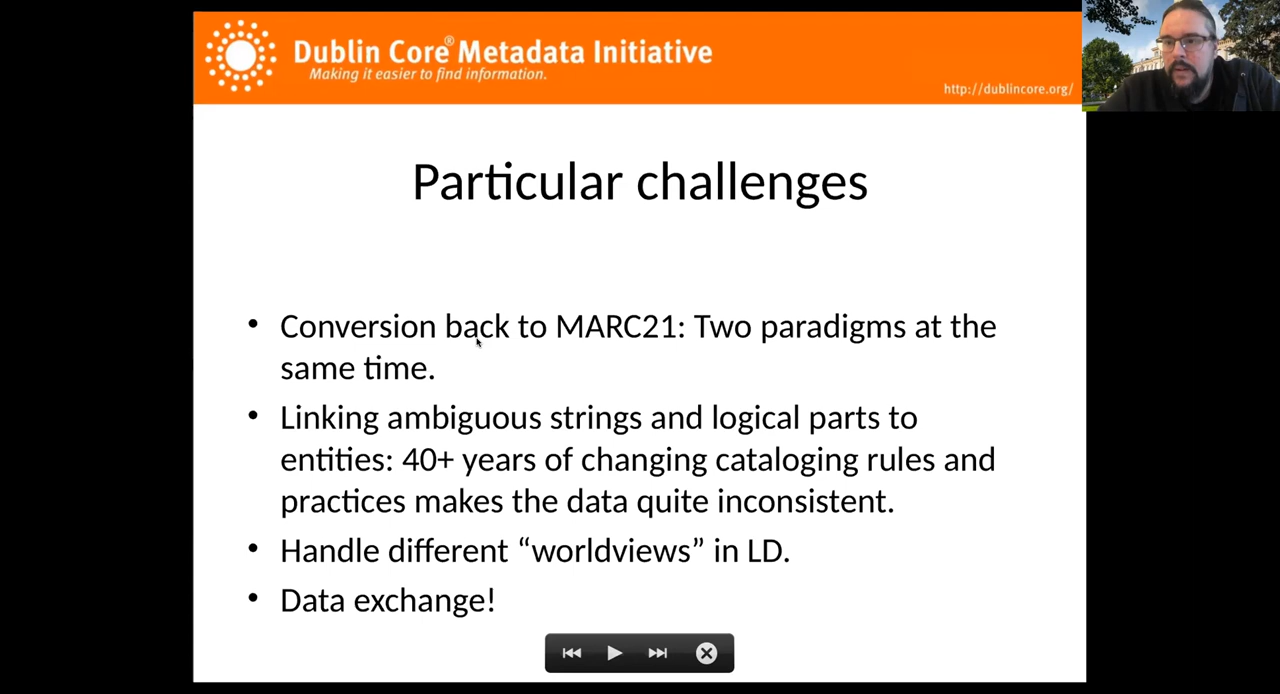 Dublin Core® Metadata Initiative
Making it easier to find information.
http://dublincore.org/
Particular challenges
• Conversion back to MARC21: Two paradigms at the
same time.
• Linking ambiguous strings and logical parts to
entities: 40+ years of changing cataloging rules and
practices makes the data quite inconsistent.
• Handle different “worldviews” in LD.
• Data exchange!